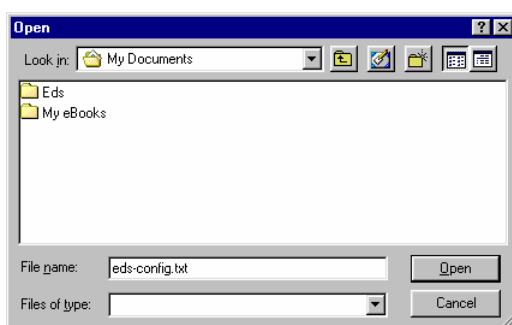 Open
Look in: My Documents
Eds
My eBooks
File name: eds-config.txt Open
Files of type: Cancel